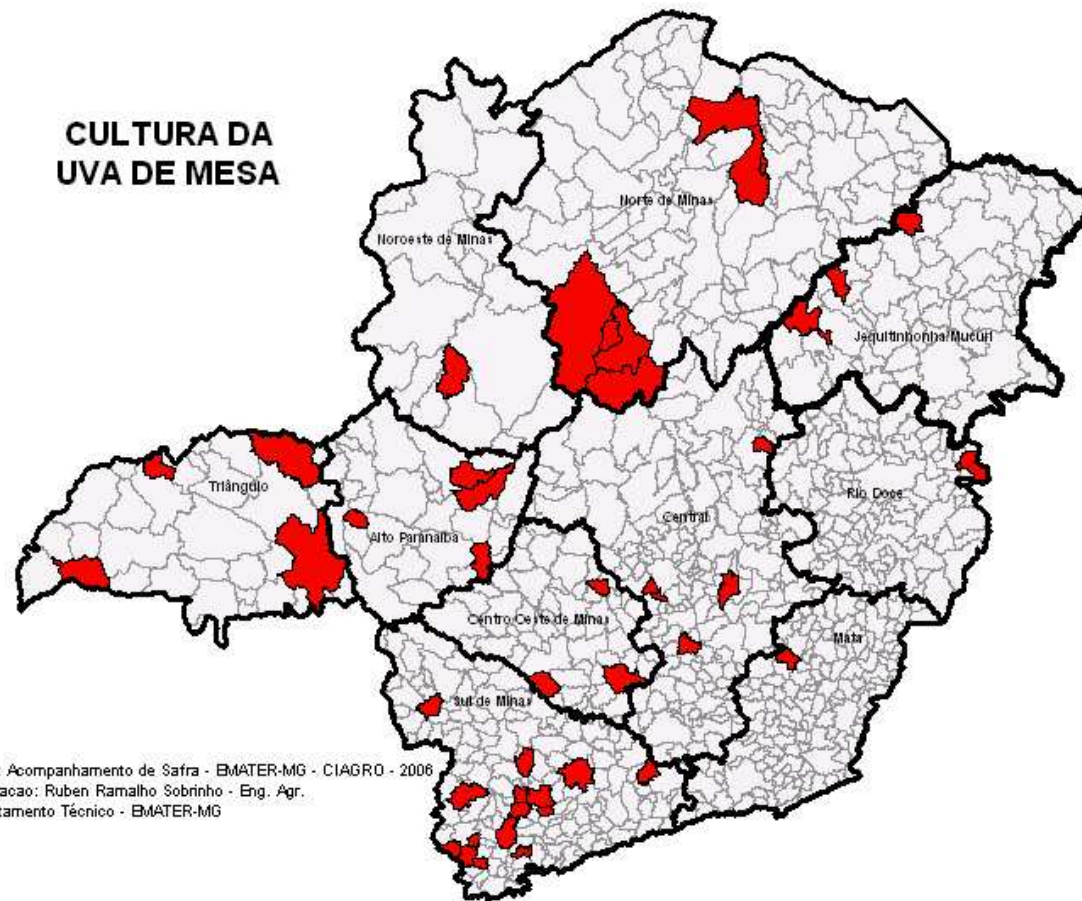 CULTURA DA
UVA DE MESA
Norte de Minas
Noroeste de Minas
Jequitinhonha/Mucuri
Triângulo
Rio Doce
Central
Alto Paranaíba
Centro Oeste de Minas
Mata
Sul de Minas
: Acompanhamento de Safra - EMATER-MG - CIAGRO - 2006
acao: Ruben Ramalho Sobrinho - Eng. Agr.
tamento Técnico - EMATER-MG